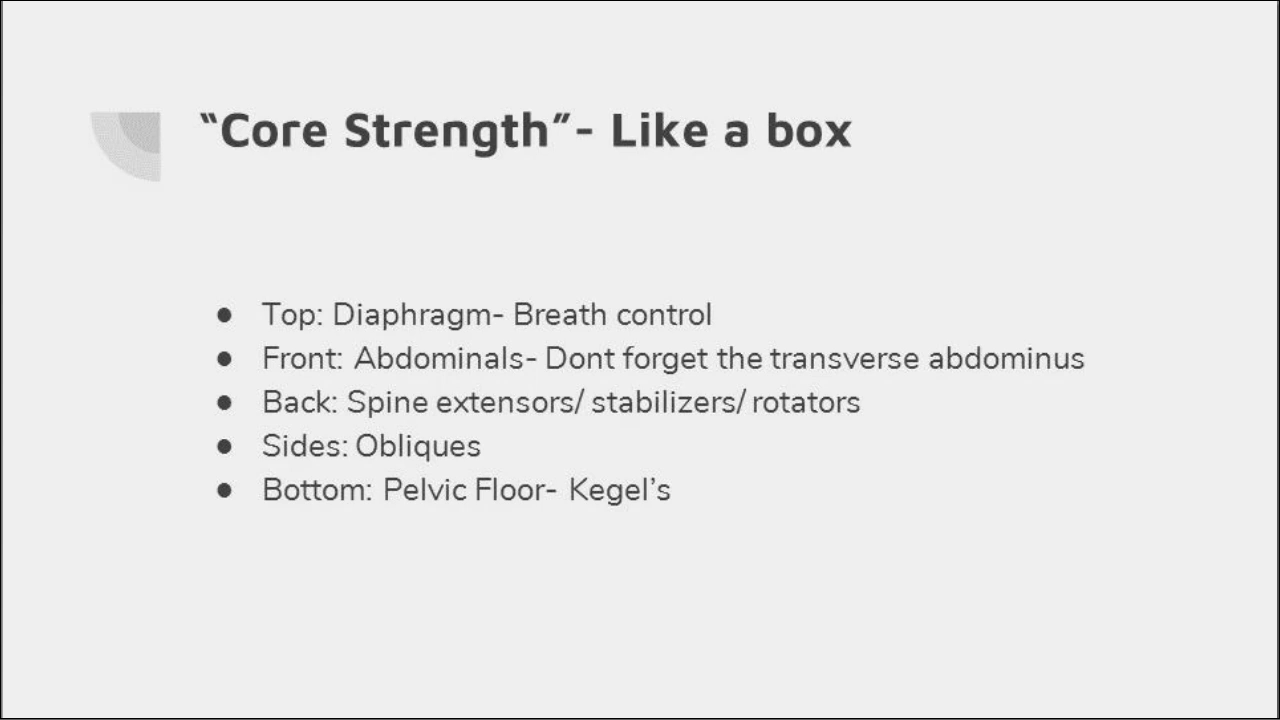 “Core Strength”- Like a box
● Top: Diaphragm- Breath control
● Front: Abdominals- Dont forget the transverse abdominus
● Back: Spine extensors/ stabilizers/ rotators
● Sides: Obliques
● Bottom: Pelvic Floor- Kegel’s